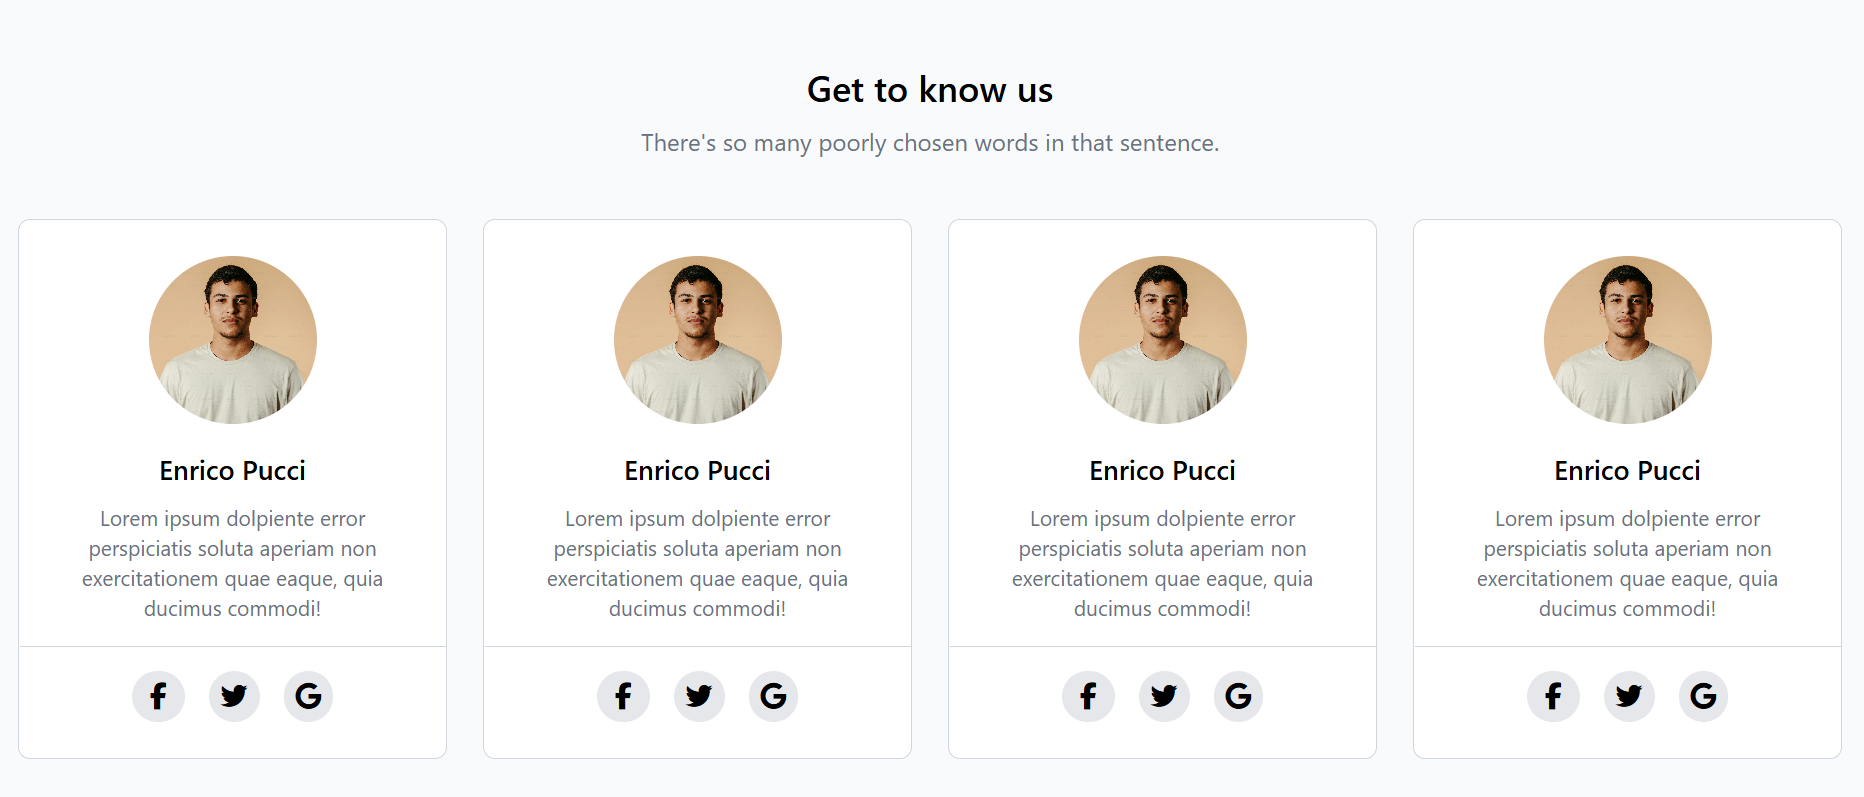 Get to know us
There's so many poorly chosen words in that sentence.
Enrico Pucci
Lorem ipsum dolpiente error
perspiciatis soluta aperiam non
exercitationem quae eaque, quia
ducimus commodi!
Enrico Pucci
Lorem ipsum dolpiente error
perspiciatis soluta aperiam non
exercitationem quae eaque, quia
ducimus commodi!
Enrico Pucci
Lorem ipsum dolpiente error
perspiciatis soluta aperiam non
exercitationem quae eaque, quia
ducimus commodi!
Enrico Pucci
Lorem ipsum dolpiente error
perspiciatis soluta aperiam non
exercitationem quae eaque, quia
ducimus commodi!